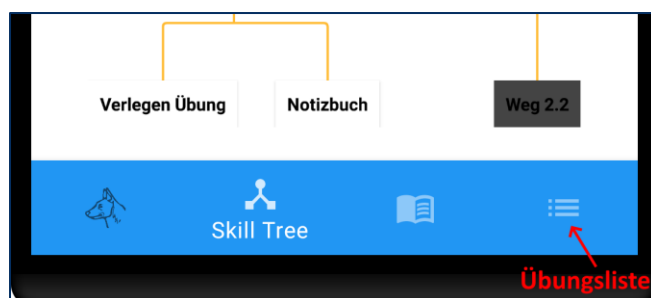 Verlegen Übung
Notizbuch
Weg 2.2
Skill Tree
Übungsliste